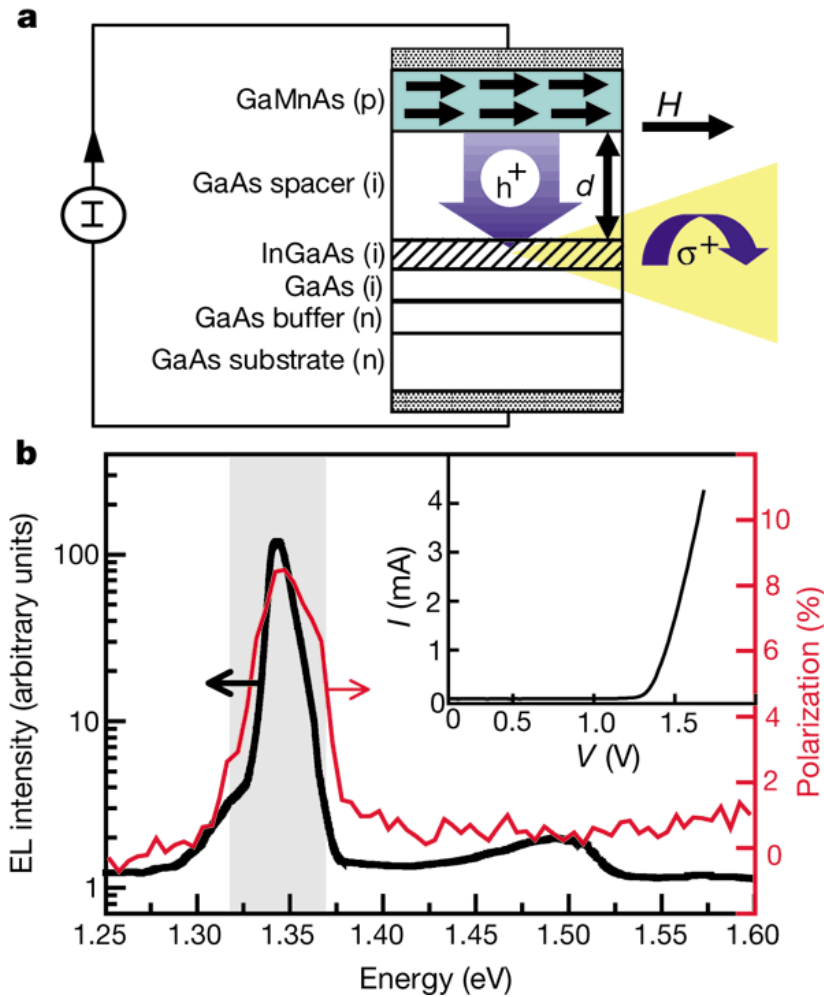 a
GaMnAs (p)
H
GaAs spacer (i)
h+
d
I
InGaAs (i)
σ+
GaAs (i)
GaAs buffer (n)
GaAs substrate (n)
b
EL intensity (arbitrary units)
100
10
1
I (mA)
4
3
2
1
0
0 0.5 1.0 1.5
V (V)
10
8
6
4
2
0
Polarization (%)
1.25 1.30 1.35 1.40 1.45 1.50 1.55 1.60
Energy (eV)